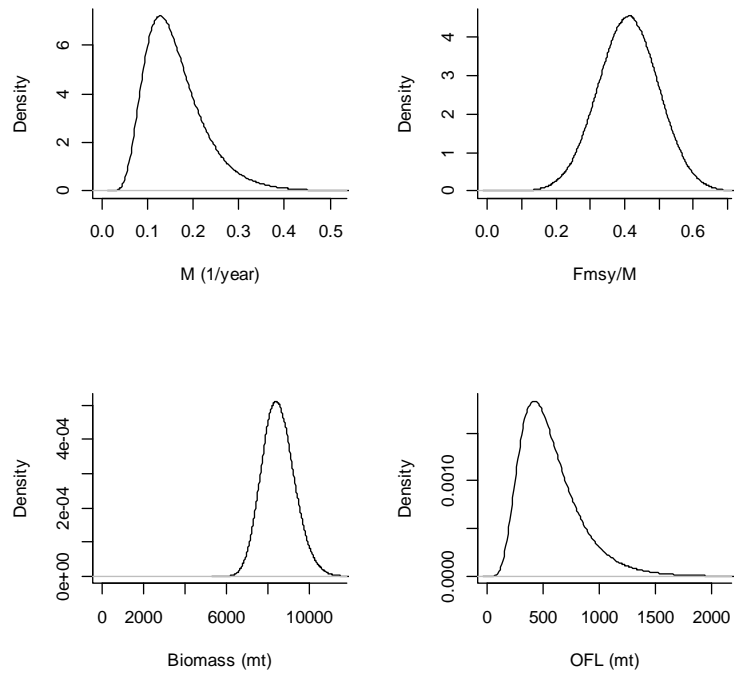 Density
6
4
2
0
0.0 0.1 0.2 0.3 0.4 0.5
M (1/year)
Density
4
3
2
1
0
0.0 0.2 0.4 0.6
Fmsy/M
Density
4e-04
2e-04
0e+00
0 2000 6000 10000
Biomass (mt)
Density
0.0010
0.0000
0 500 1000 1500 2000
OFL (mt)